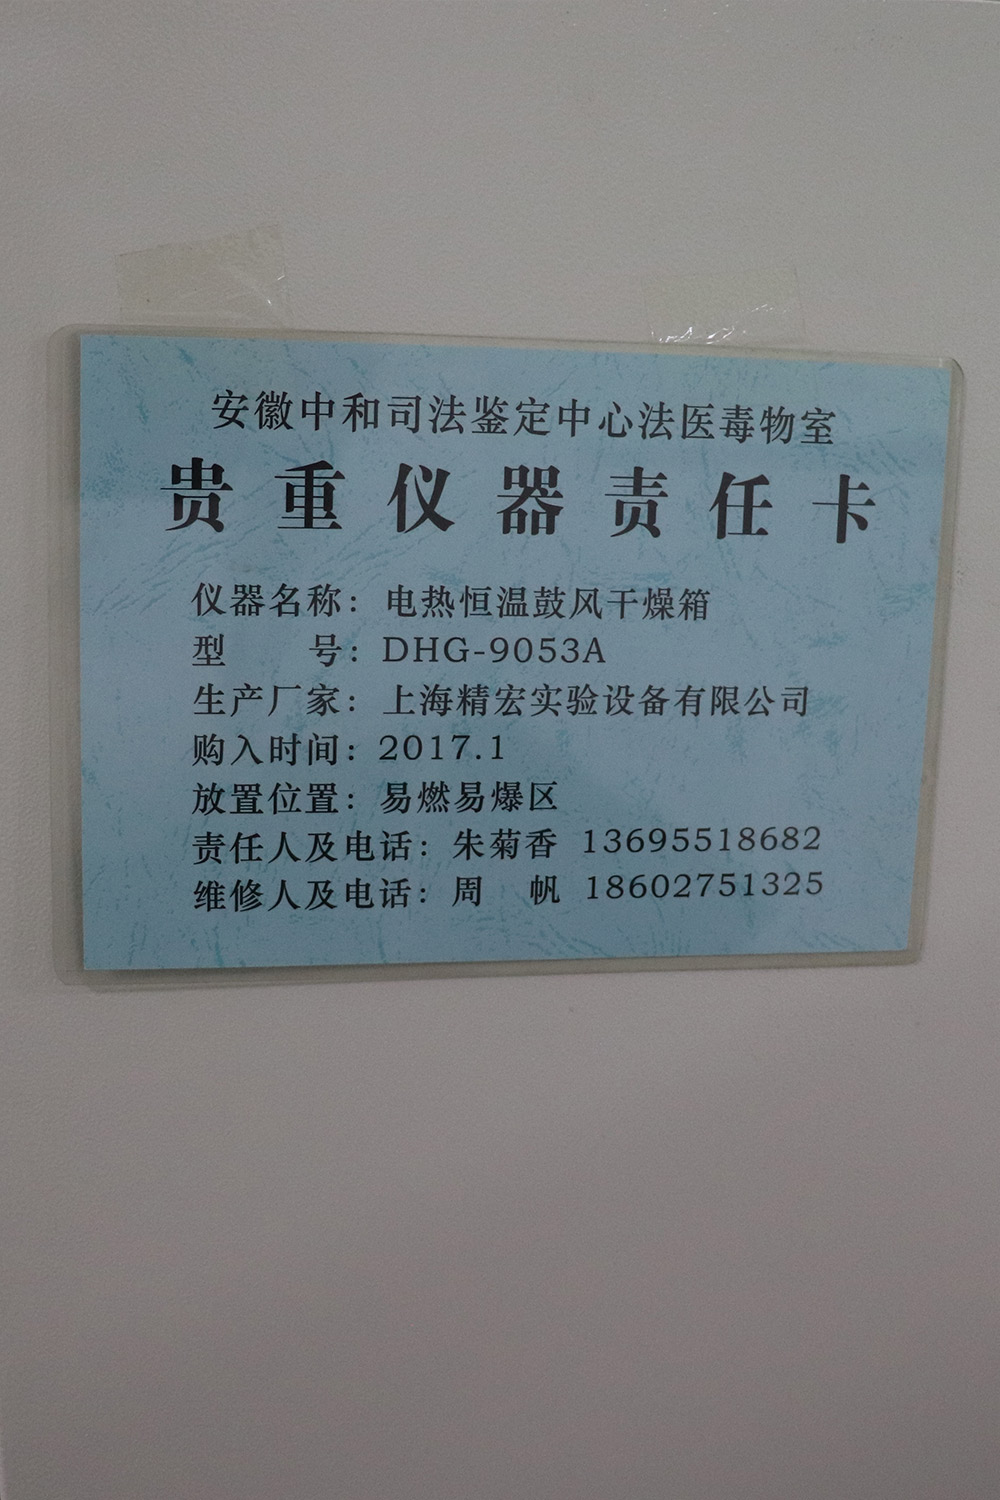 安徽中和司法鉴定中心法医毒物室
贵重仪器责任卡
仪器名称：电热恒温鼓风干燥箱
型　　号：DHG-9053A
生产厂家：上海精宏实验设备有限公司
购入时间：2017.1
放置位置：易燃易爆区
责任人及电话：朱菊香 13695518682
维修人及电话：周　帆 18602751325